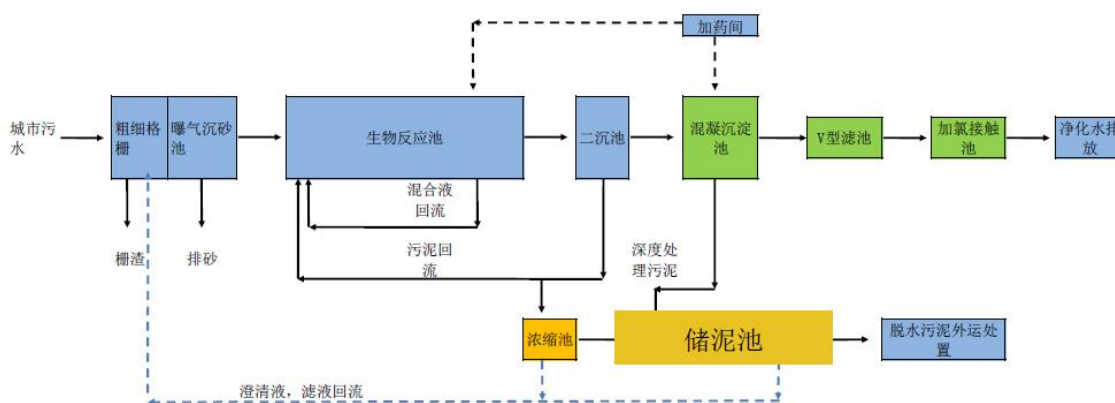 加药间
城市污
水
粗细格
栅
曝气沉砂
池
生物反应池
二沉池
混凝沉淀
池
V型滤池
加氯接触
池
净化水排
放
混合液
回流
栅渣
排砂
污泥回
流
深度处
理污泥
浓缩池
储泥池
脱水污泥外运处
置
澄清液，滤液回流